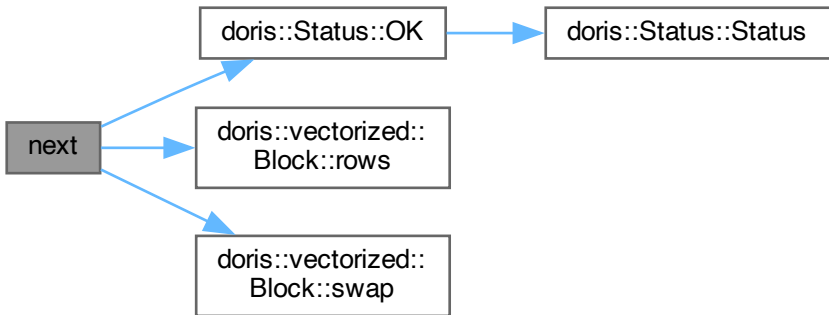 doris::Status::OK
doris::Status::Status
next
doris::vectorized::
Block::rows
doris::vectorized::
Block::swap